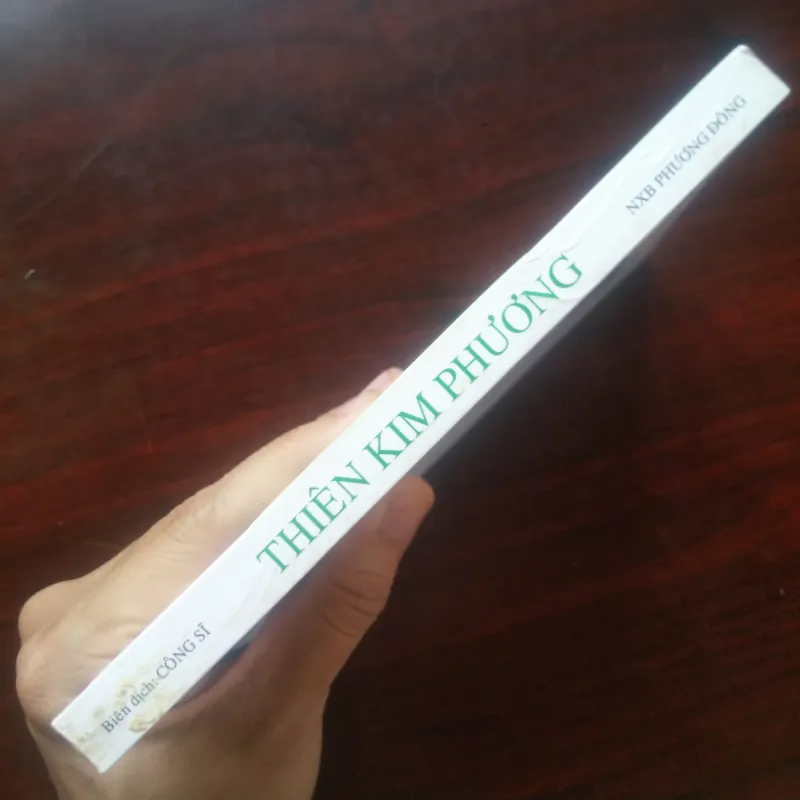 Biên dịch: CÔNG SĨ
THIÊN KIM PHƯƠNG
NXB PHƯƠNG ĐÔNG